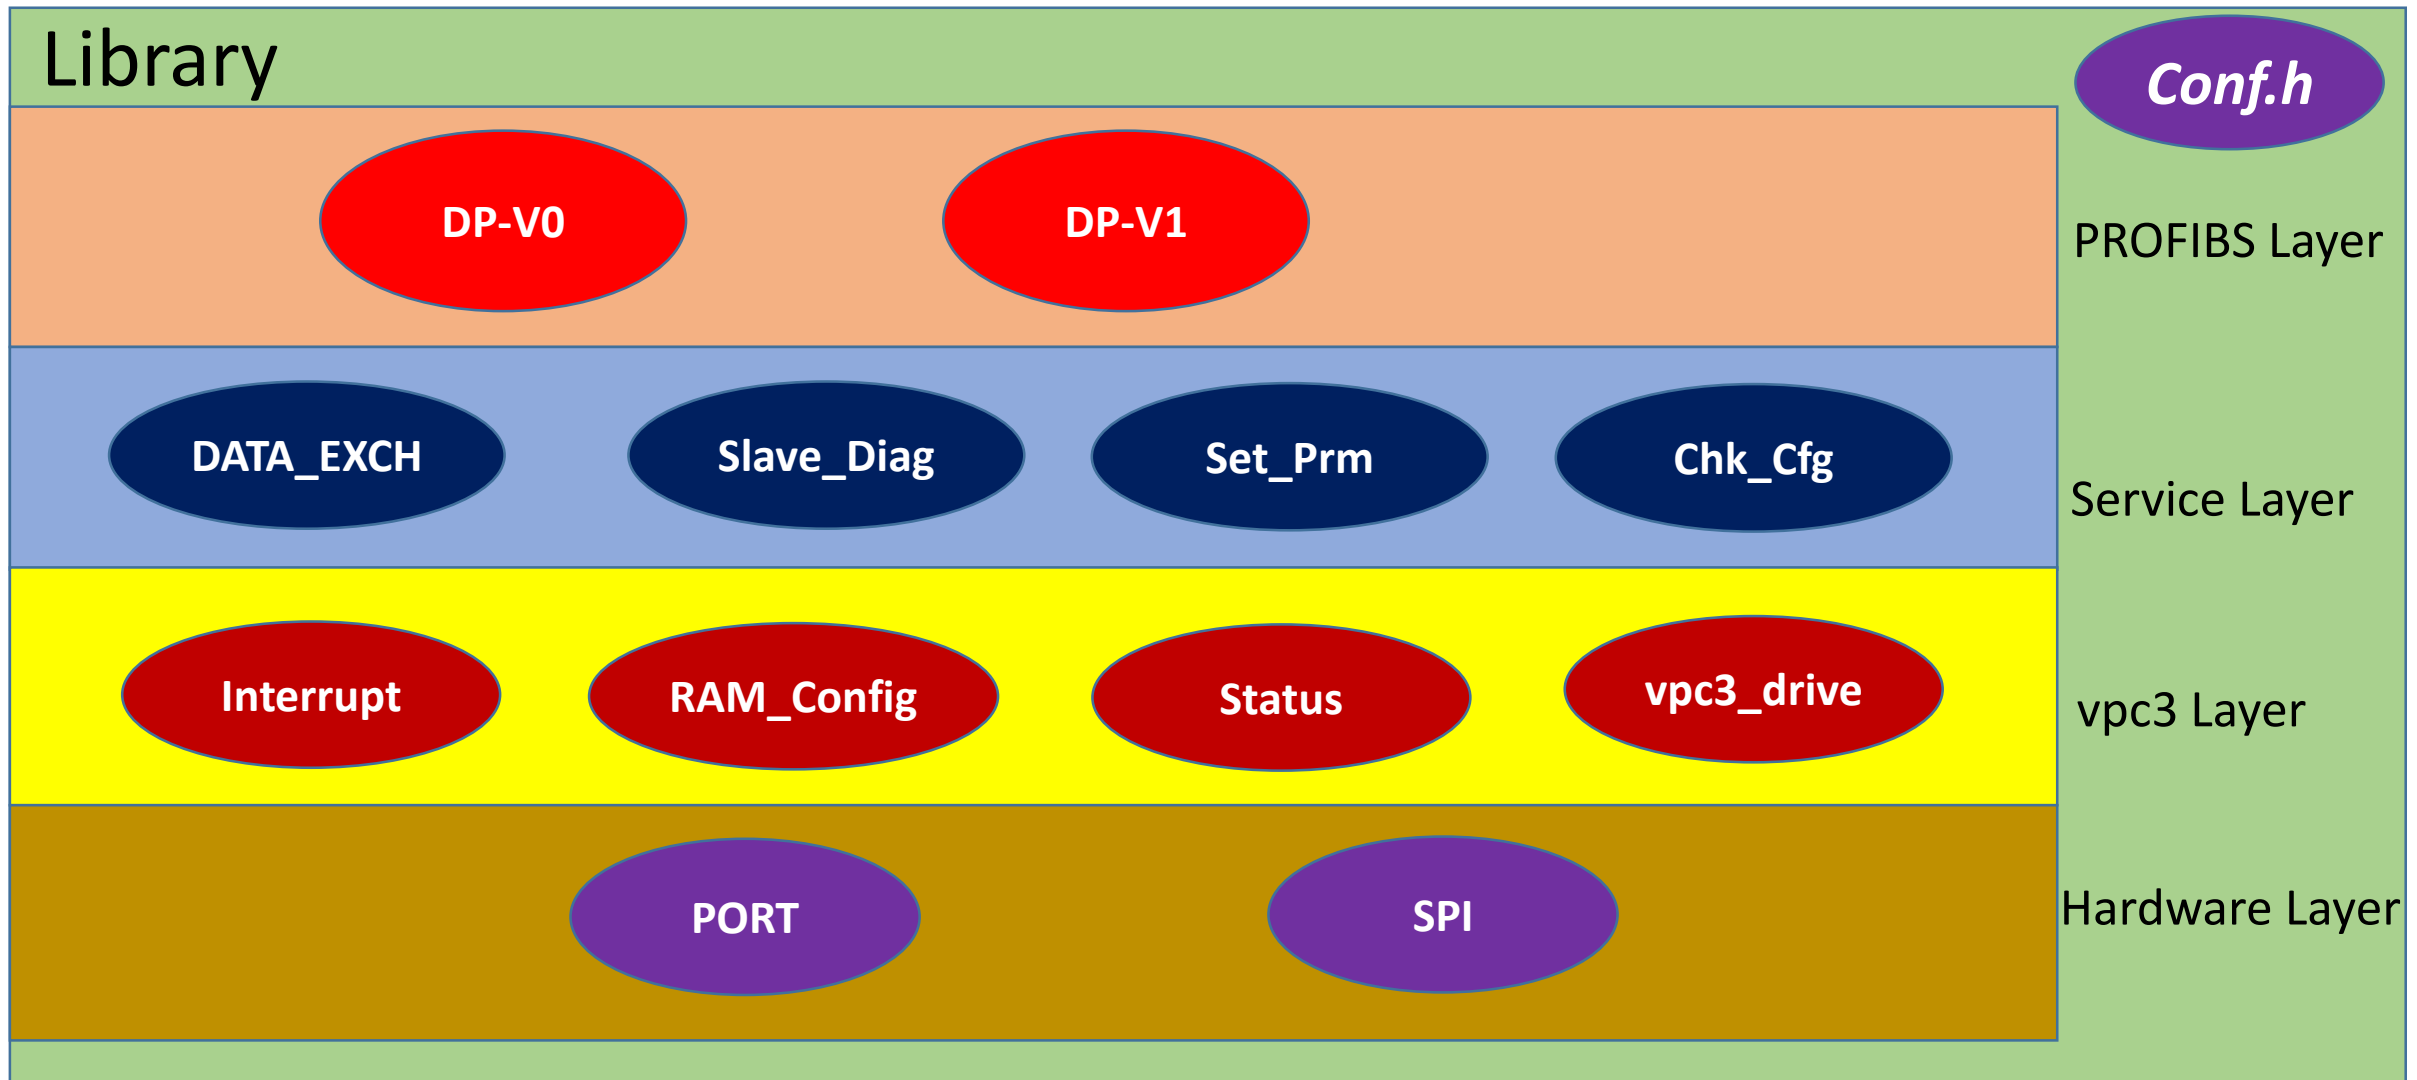 Library
Conf.h
DP-V0
DP-V1
PROFIBS Layer
DATA_EXCH
Slave_Diag
Set_Prm
Chk_Cfg
Service Layer
Interrupt
RAM_Config
Status
vpc3_drive
vpc3 Layer
PORT
SPI
Hardware Layer